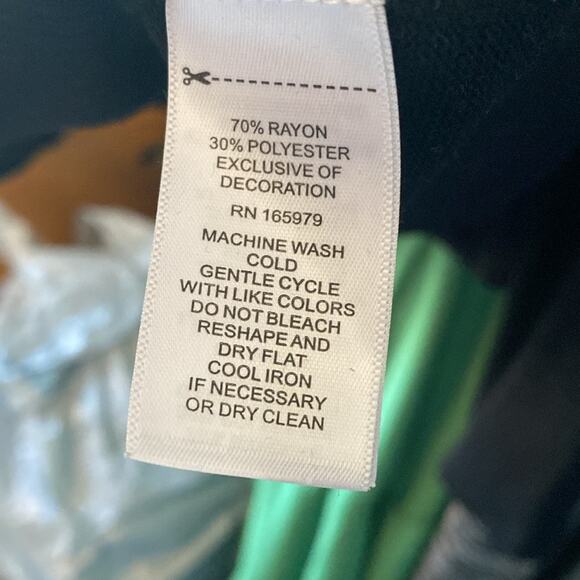 70% RAYON
30% POLYESTER
EXCLUSIVE OF
DECORATION
RN 165979
MACHINE WASH
COLD
GENTLE CYCLE
WITH LIKE COLORS
DO NOT BLEACH
RESHAPE AND
DRY FLAT
COOL IRON
IF NECESSARY
OR DRY CLEAN